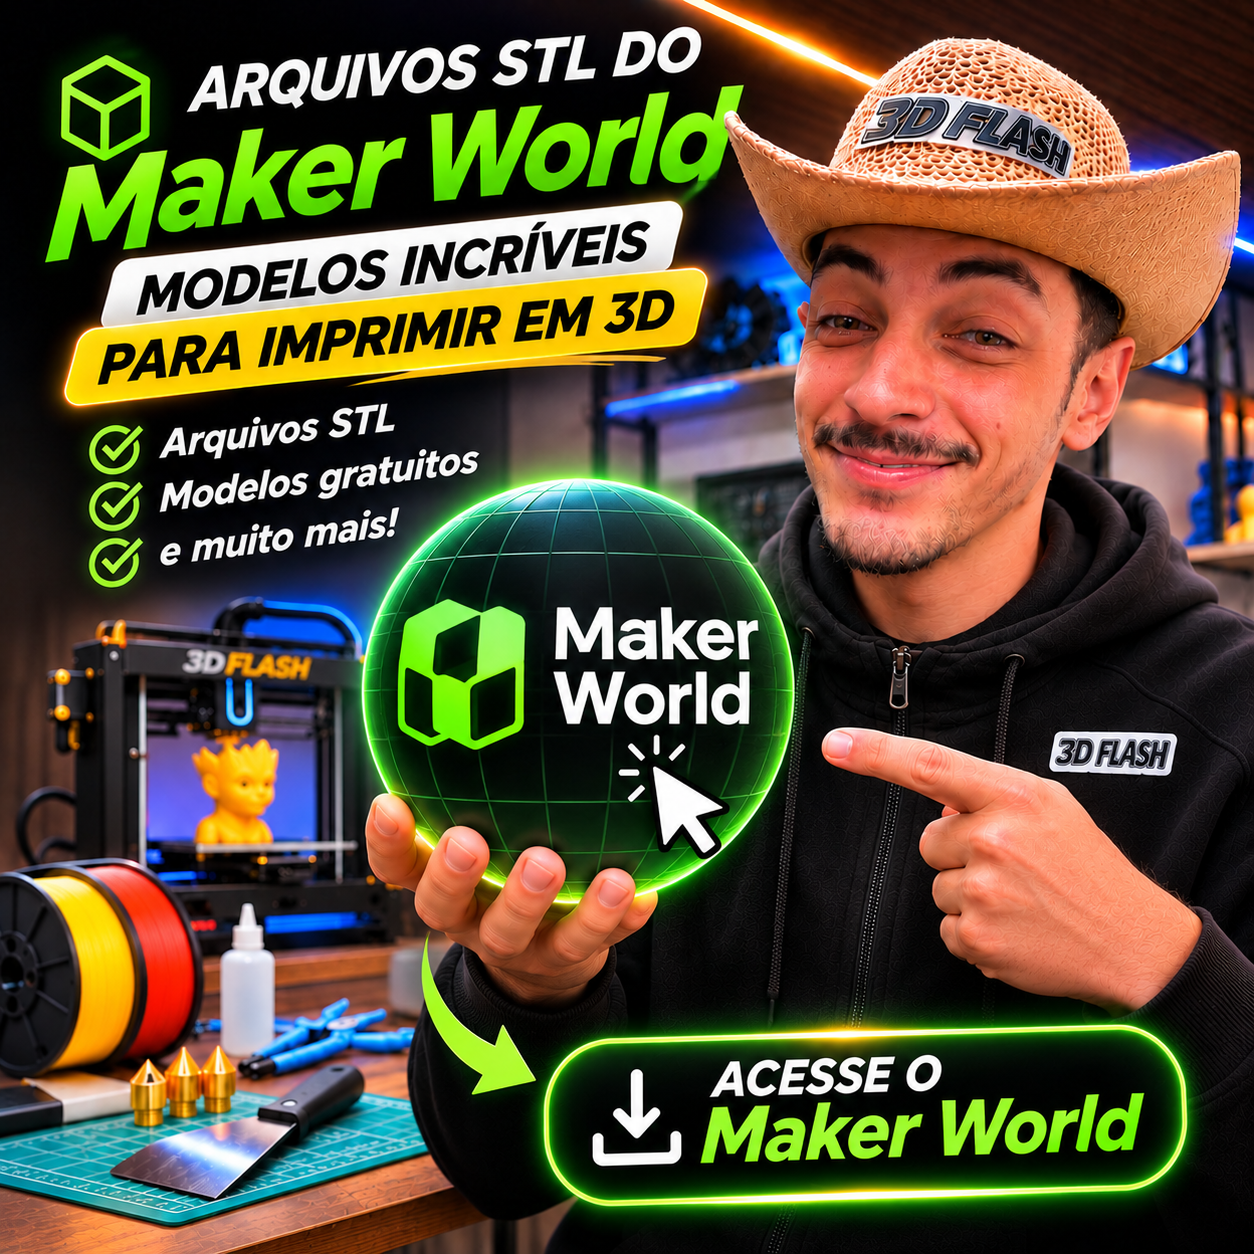 ARQUIVOS STL DO
Maker World
MODELOS INCRÍVEIS
PARA IMPRIMIR EM 3D
Arquivos STL
Modelos gratuitos
e muito mais!
3D FLASH
3D FLASH
Maker
World
3D FLASH
ACESSE O
Maker World